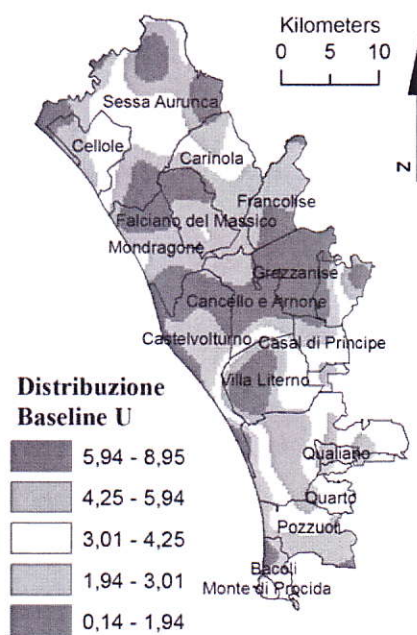 Kilometers
0 5 10
N
Sessa Aurunca
Cellole
Carinola
Francolise
Falciano del Massico
Mondragone
Grezzanise
Cancello e Arnone
Castelvolturno
Casal di Principe
Villa Literno
Distribuzione
Baseline U
5,94 - 8,95
4,25 - 5,94
3,01 - 4,25
1,94 - 3,01
0,14 - 1,94
Qualiano
Quarto
Pozzuoli
Bacoli
Monte di Procida